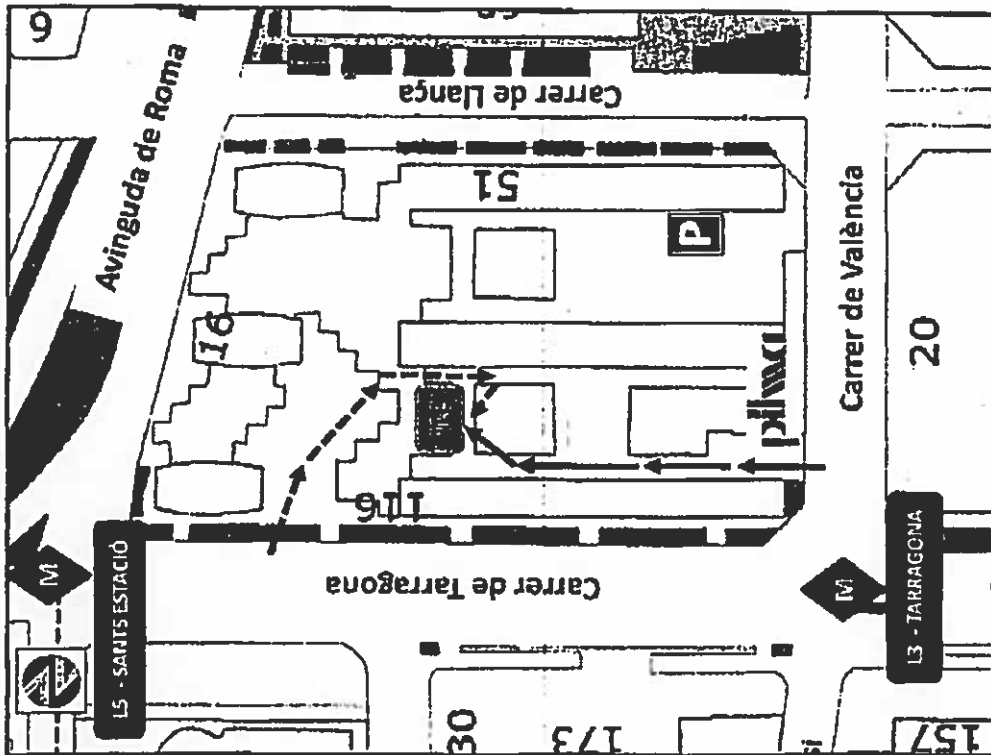 6
Avinguda de Roma
Carrer de Llança
51
P
16
Carrer de València
20
116
Carrer de Tarragona
M
L5 - SANTS ESTACIÓ
M
L3 - TARRAGONA
30
173
157